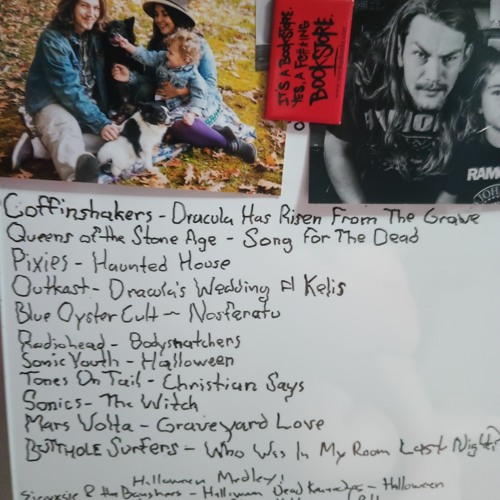 IT'S A BOOKSTORE.
YES, A FU#%ING
BOOKSTORE.
RAMO
Coffinshakers - Dracula Has Risen From The Grave
Queens of the Stone Age - Song For The Dead
Pixies - Haunted House
Outkast - Dracula's Wedding ft Kelis
Blue Oyster Cult - Nosferatu
Radiohead - Bodysnatchers
Sonic Youth - Halloween
Tones On Tail - Christian Says
Sonics - The Witch
Mars Volta - Graveyard Love
BUTTHOLE Surfers - Who Was In My Room Last Night?
Halloween Medley:
Siouxsie & the Banshees - Halloween Dead Kennedys - Halloween